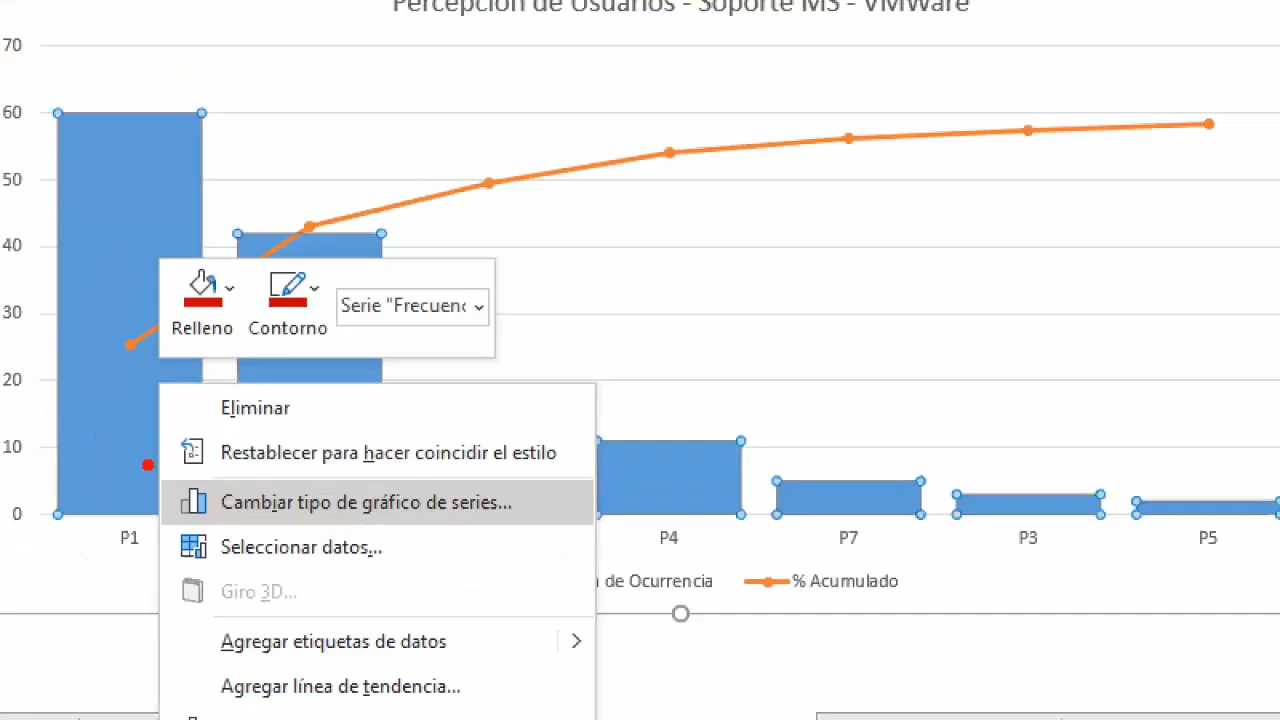 Percepción de Usuarios - Soporte MS - VMWare
70
60
50
40
30
20
10
0
Relleno
Contorno
Serie "Frecuenc
Eliminar
Restablecer para hacer coincidir el estilo
Cambiar tipo de gráfico de series...
Seleccionar datos...
Giro 3D...
Agregar etiquetas de datos
Agregar línea de tendencia...
P1 P4 P7 P3 P5
de Ocurrencia % Acumulado